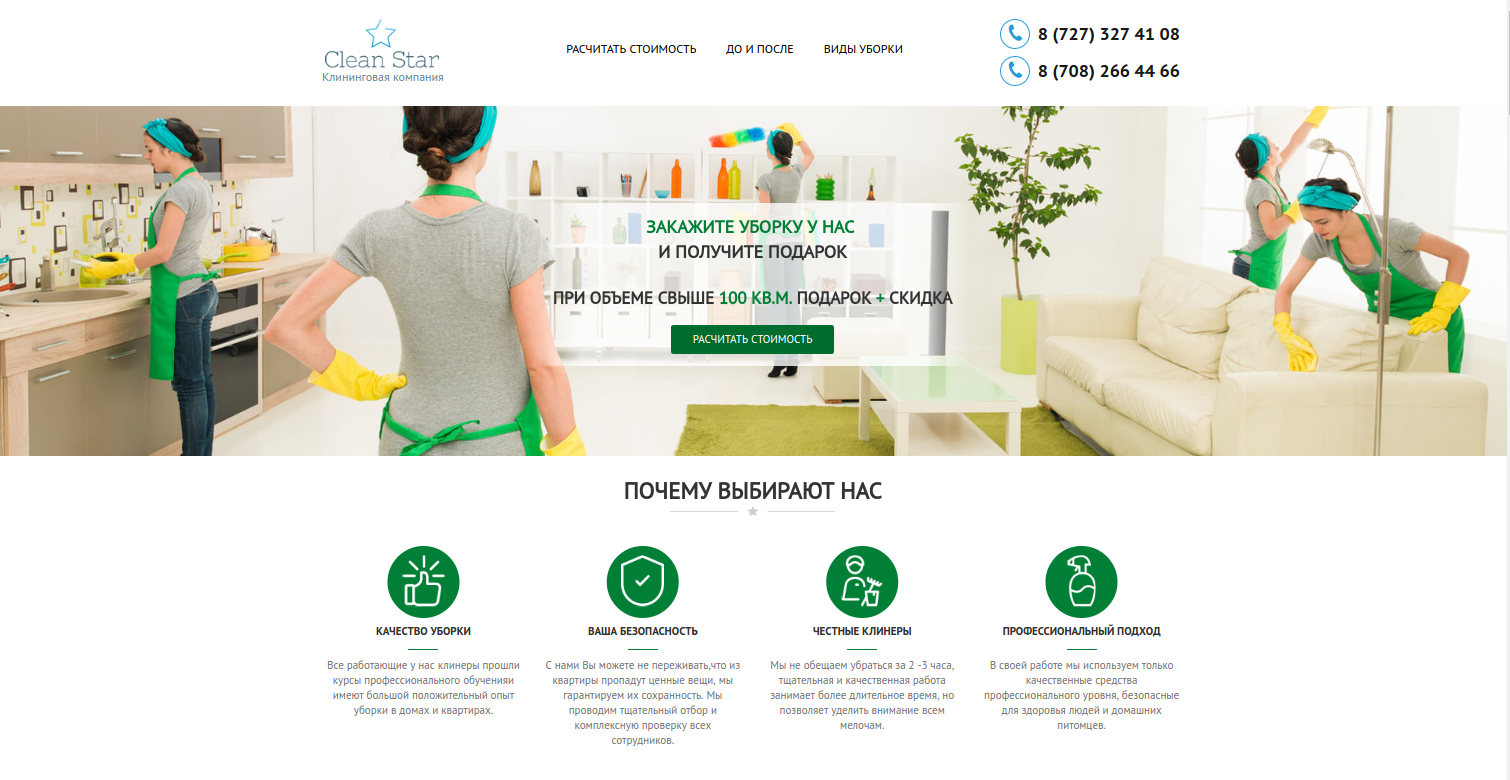 Clean Star
Клининговая компания
РАСЧИТАТЬ СТОИМОСТЬ ДО И ПОСЛЕ ВИДЫ УБОРКИ
8 (727) 327 41 08
8 (708) 266 44 66
ЗАКАЖИТЕ УБОРКУ У НАС
И ПОЛУЧИТЕ ПОДАРОК
ПРИ ОБЪЕМЕ СВЫШЕ 100 КВ.М. ПОДАРОК + СКИДКА
РАСЧИТАТЬ СТОИМОСТЬ
ПОЧЕМУ ВЫБИРАЮТ НАС
КАЧЕСТВО УБОРКИ
Все работающие у нас клинеры прошли
курсы профессионального обученияи
имеют большой положительный опыт
уборки в домах и квартирах.
ВАША БЕЗОПАСНОСТЬ
С нами Вы можете не переживать,что из
квартиры пропадут ценные вещи, мы
гарантируем их сохранность. Мы
проводим тщательный отбор и
комплексную проверку всех
сотрудников.
ЧЕСТНЫЕ КЛИНЕРЫ
Мы не обещаем убраться за 2 -3 часа,
тщательная и качественная работа
занимает более длительное время, но
позволяет уделить внимание всем
мелочам.
ПРОФЕССИОНАЛЬНЫЙ ПОДХОД
В своей работе мы используем только
качественные средства
профессионального уровня, безопасные
для здоровья людей и домашних
питомцев.